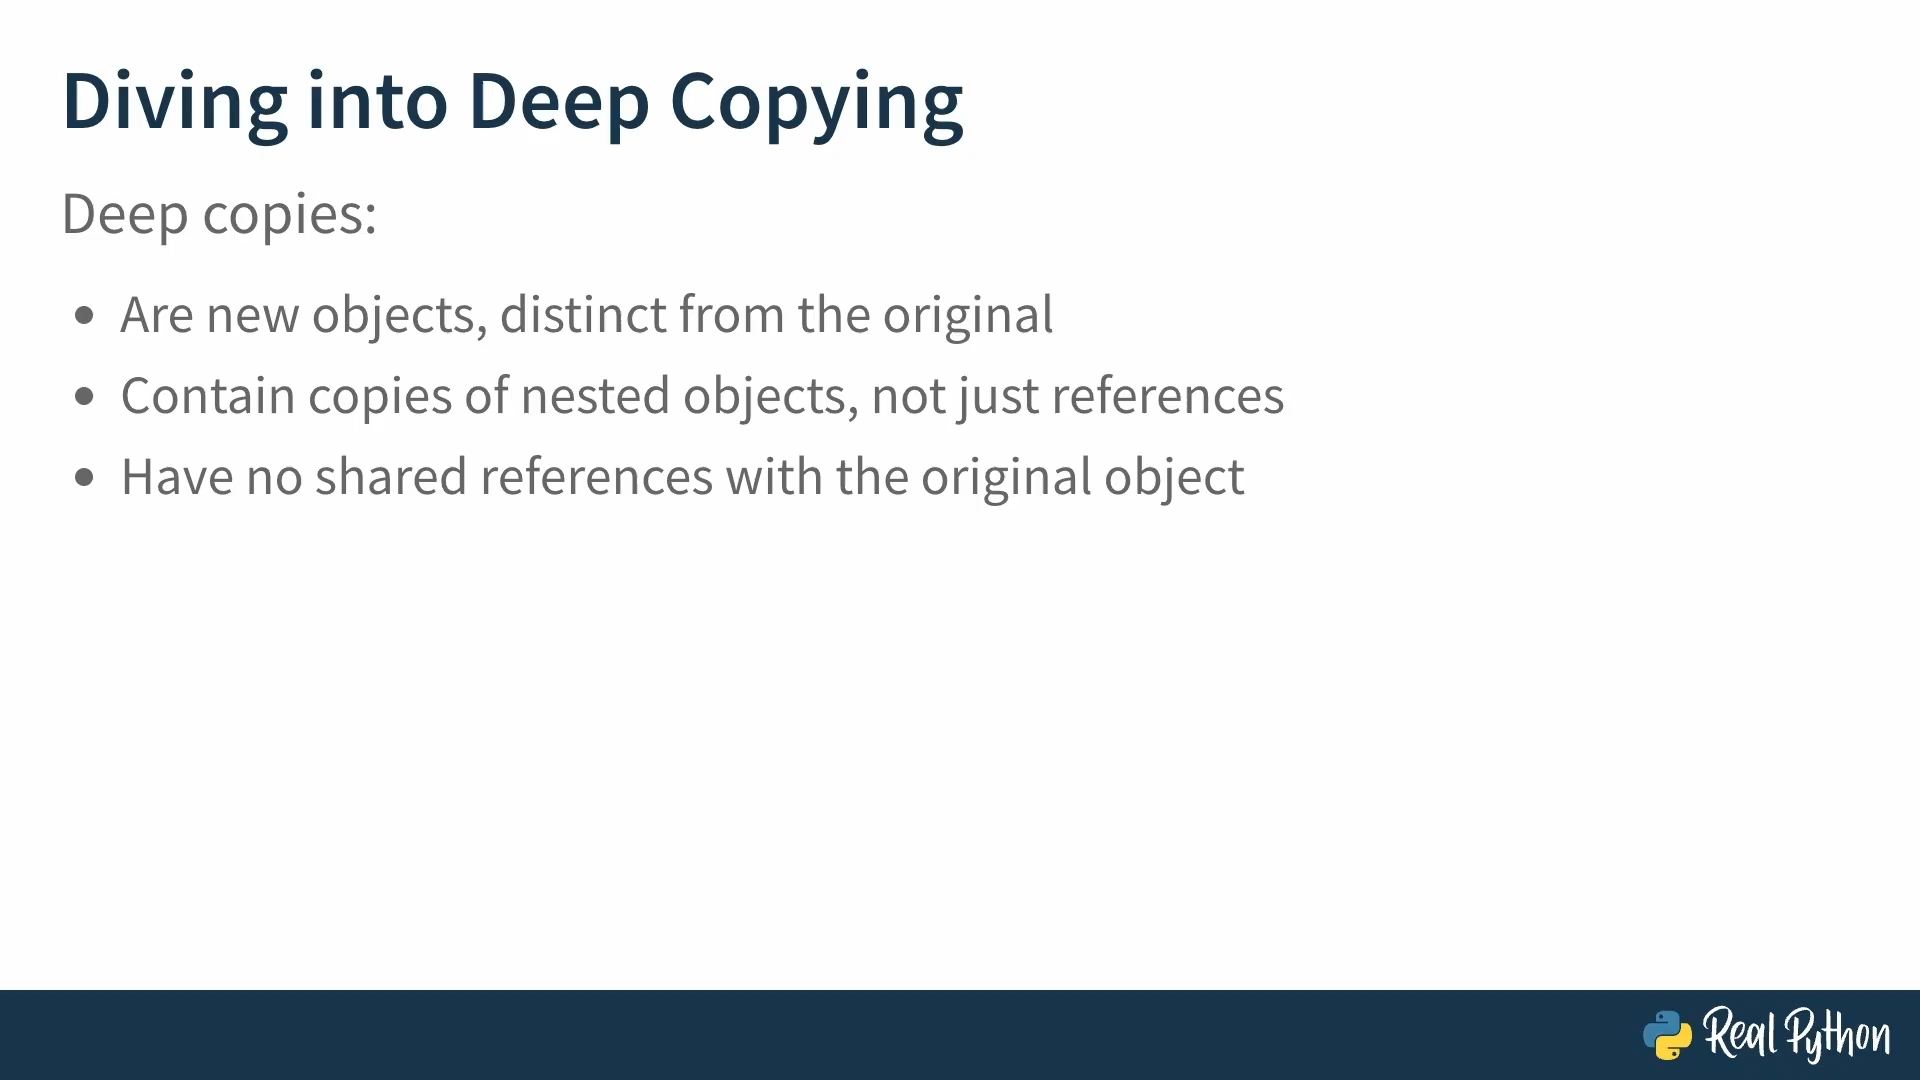 Diving into Deep Copying
Deep copies:
• Are new objects, distinct from the original
• Contain copies of nested objects, not just references
• Have no shared references with the original object
Real Python